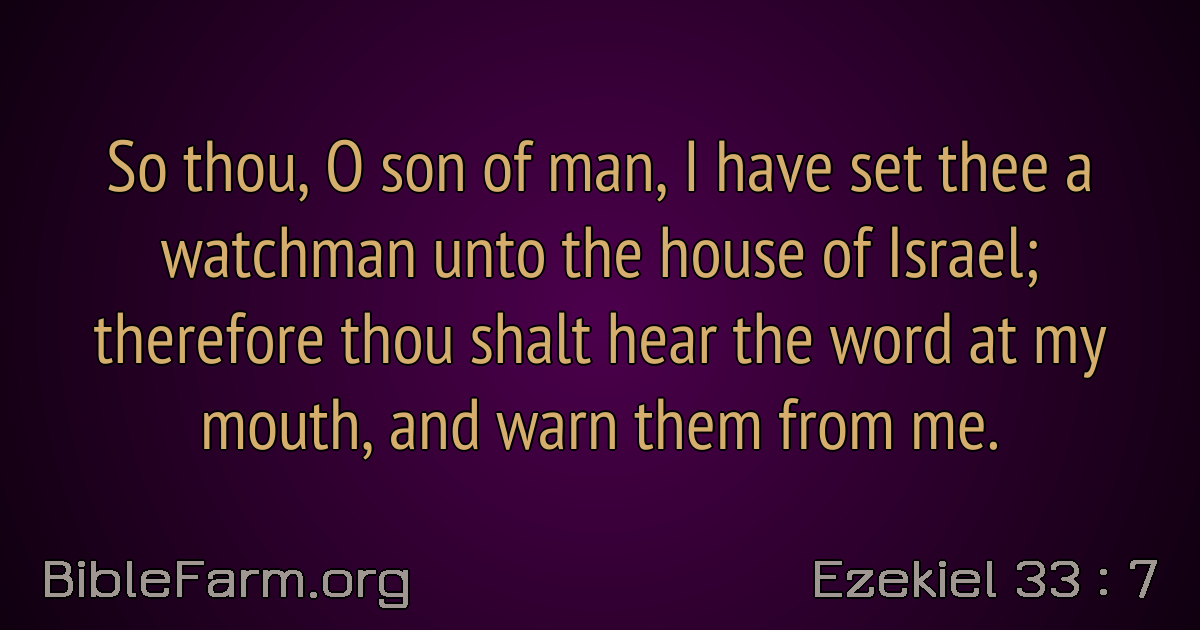 So thou, O son of man, I have set thee a
watchman unto the house of Israel;
therefore thou shalt hear the word at my
mouth, and warn them from me.
BibleFarm.org
Ezekiel 33 : 7